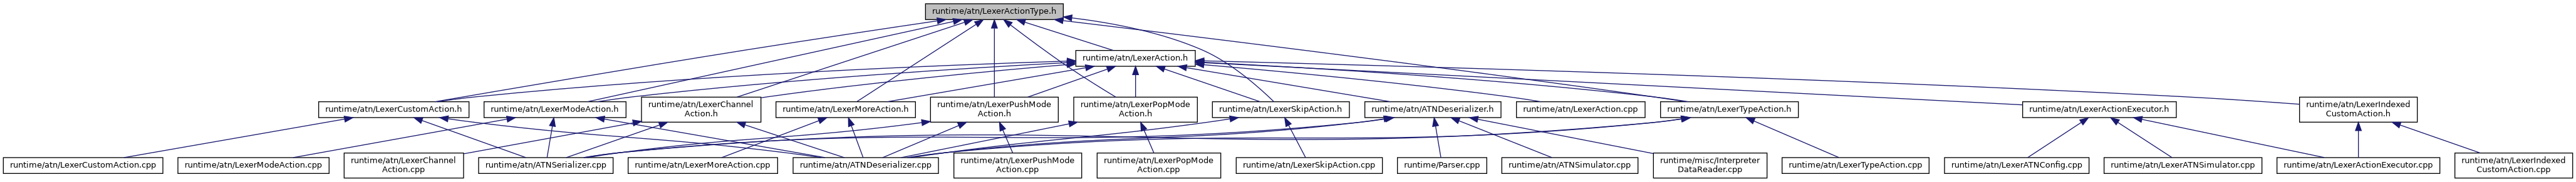 runtime/atn/LexerActionType.h
runtime/atn/LexerAction.h
runtime/atn/LexerCustomAction.h
runtime/atn/LexerModeAction.h
runtime/atn/LexerChannel
Action.h
runtime/atn/LexerMoreAction.h
runtime/atn/LexerPushMode
Action.h
runtime/atn/LexerPopMode
Action.h
runtime/atn/LexerSkipAction.h
runtime/atn/ATNDeserializer.h
runtime/atn/LexerAction.cpp
runtime/atn/LexerTypeAction.h
runtime/atn/LexerActionExecutor.h
runtime/atn/LexerIndexed
CustomAction.h
runtime/atn/LexerCustomAction.cpp
runtime/atn/LexerModeAction.cpp
runtime/atn/LexerChannel
Action.cpp
runtime/atn/ATNSerializer.cpp
runtime/atn/LexerMoreAction.cpp
runtime/atn/ATNDeserializer.cpp
runtime/atn/LexerPushMode
Action.cpp
runtime/atn/LexerPopMode
Action.cpp
runtime/atn/LexerSkipAction.cpp
runtime/Parser.cpp
runtime/atn/ATNSimulator.cpp
runtime/misc/Interpreter
DataReader.cpp
runtime/atn/LexerTypeAction.cpp
runtime/atn/LexerATNConfig.cpp
runtime/atn/LexerATNSimulator.cpp
runtime/atn/LexerActionExecutor.cpp
runtime/atn/LexerIndexed
CustomAction.cpp